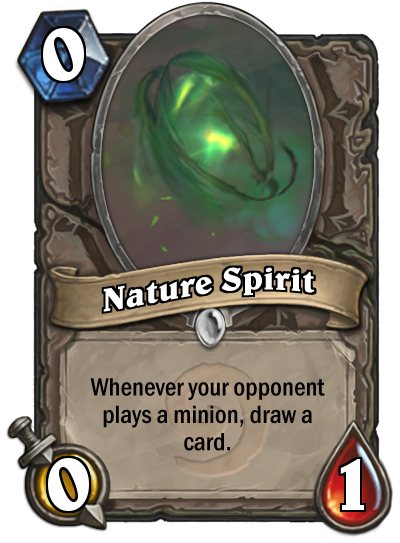 0
Nature Spirit
Whenever your opponent
plays a minion, draw a
card.
0
1